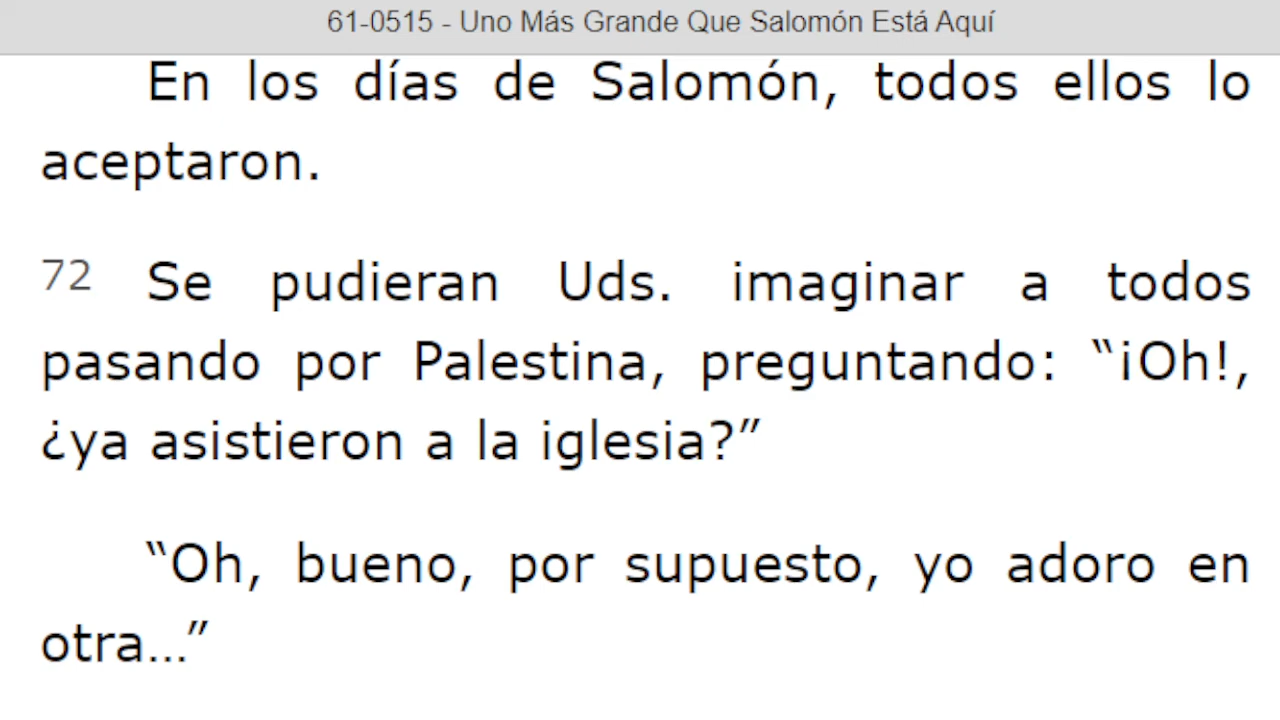 61-0515 - Uno Más Grande Que Salomón Está Aquí
En los días de Salomón, todos ellos lo
aceptaron.
72 Se pudieran Uds. imaginar a todos
pasando por Palestina, preguntando: “¡Oh!,
¿ya asistieron a la iglesia?”
“Oh, bueno, por supuesto, yo adoro en
otra…”